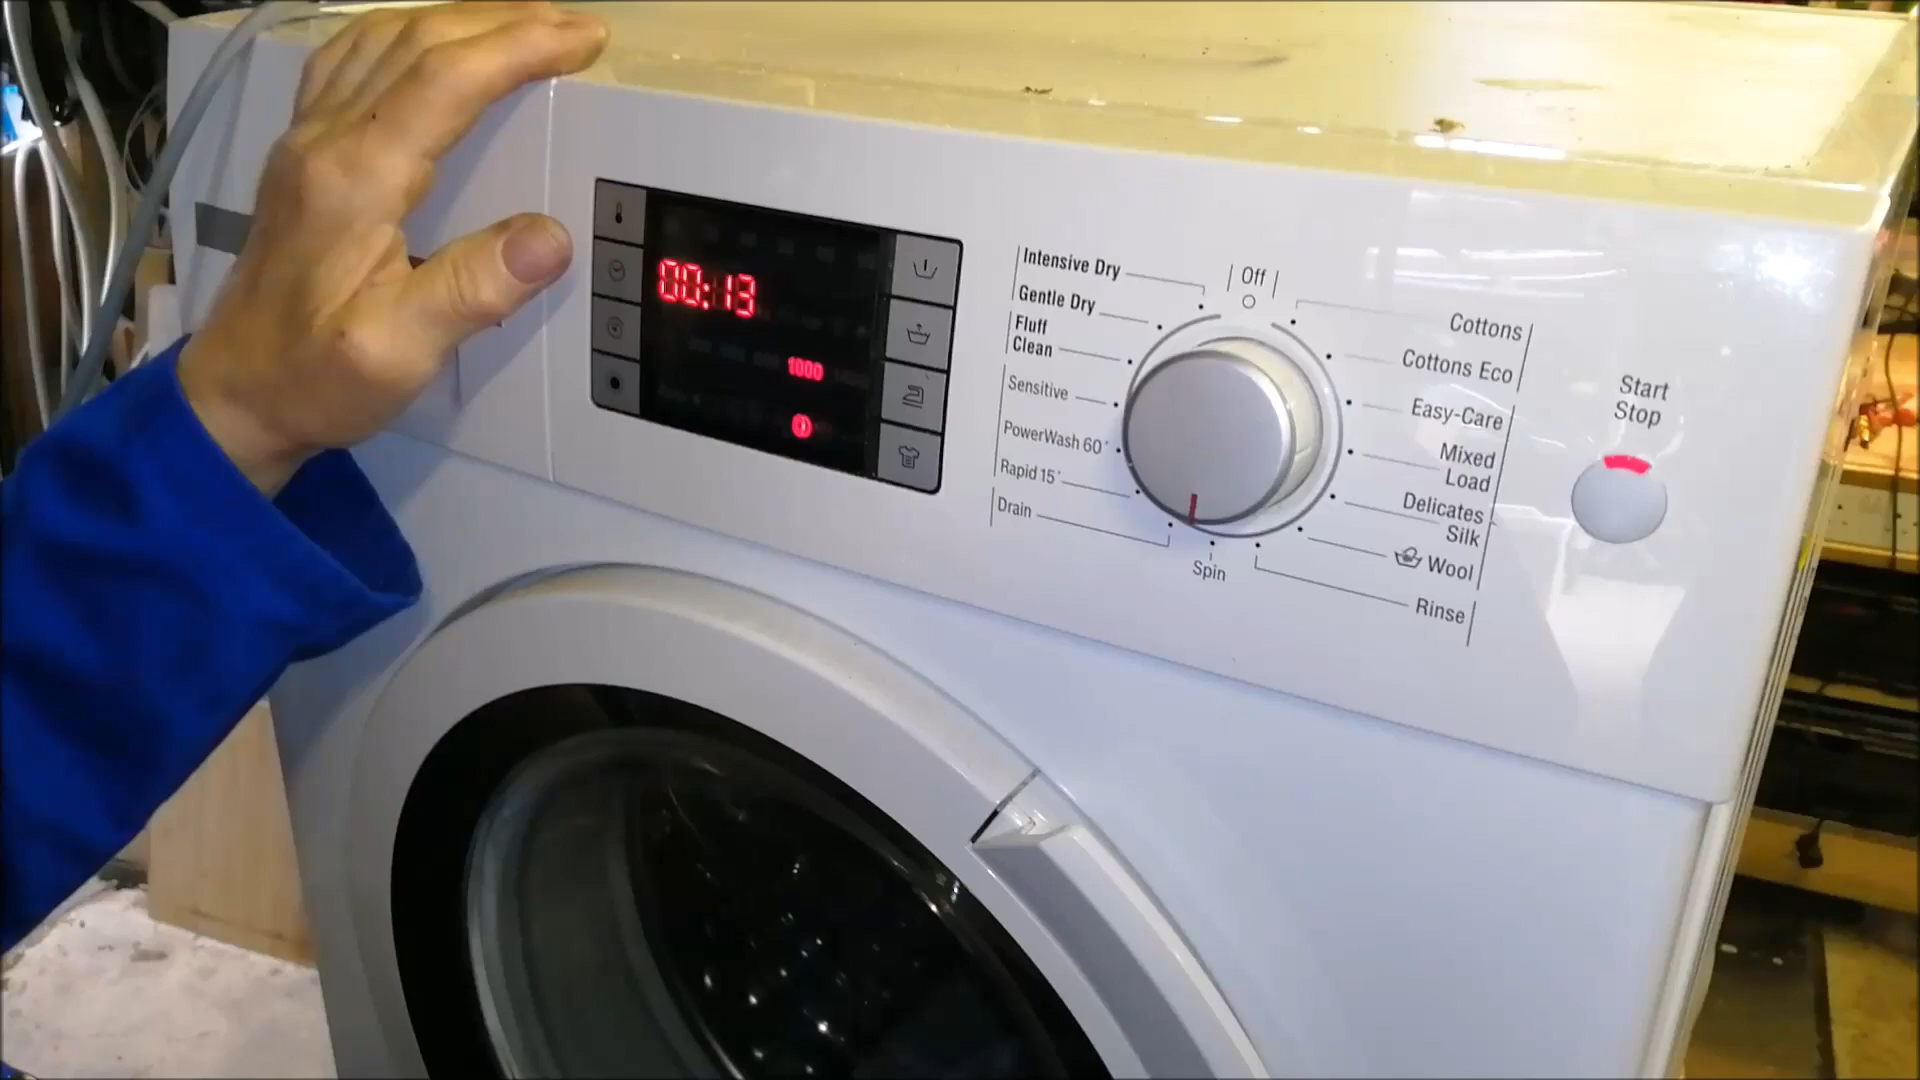 00:13
1000
Intensive Dry
Gentle Dry
Fluff
Clean
Sensitive
PowerWash 60°
Rapid 15'
Drain
Off
Cottons
Cottons Eco
Easy-Care
Mixed
Load
Delicates
Silk
Wool
Rinse
Spin
Start
Stop